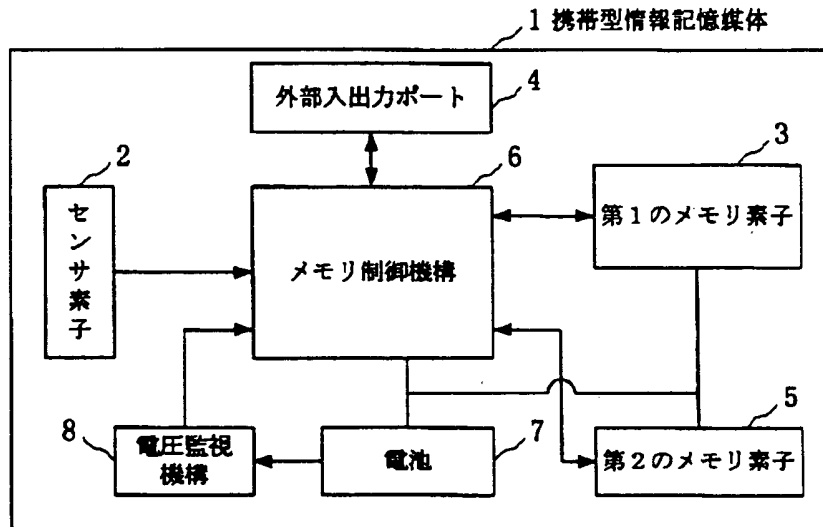 1 携帯型情報記憶媒体
外部入出力ポート
4
2
センサ素子
6
メモリ制御機構
3
第1のメモリ素子
8
電圧監視
機構
電池
7
5
第2のメモリ素子